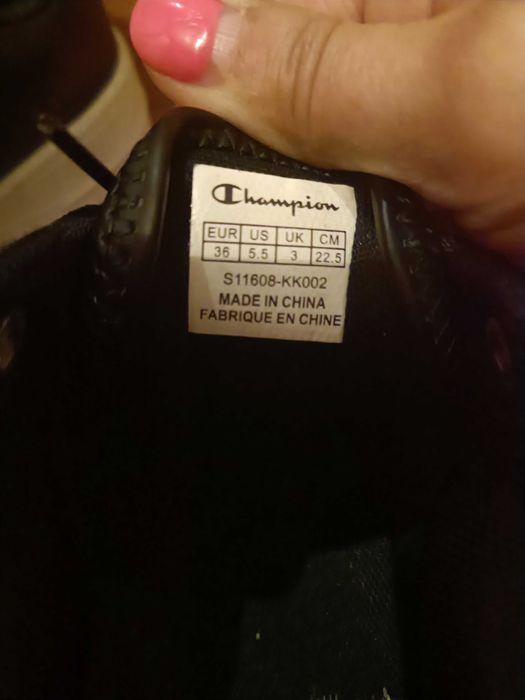 Champion
EUR US UK CM
36 5.5 3 22.5
S11608-KK002
MADE IN CHINA
FABRIQUE EN CHINE